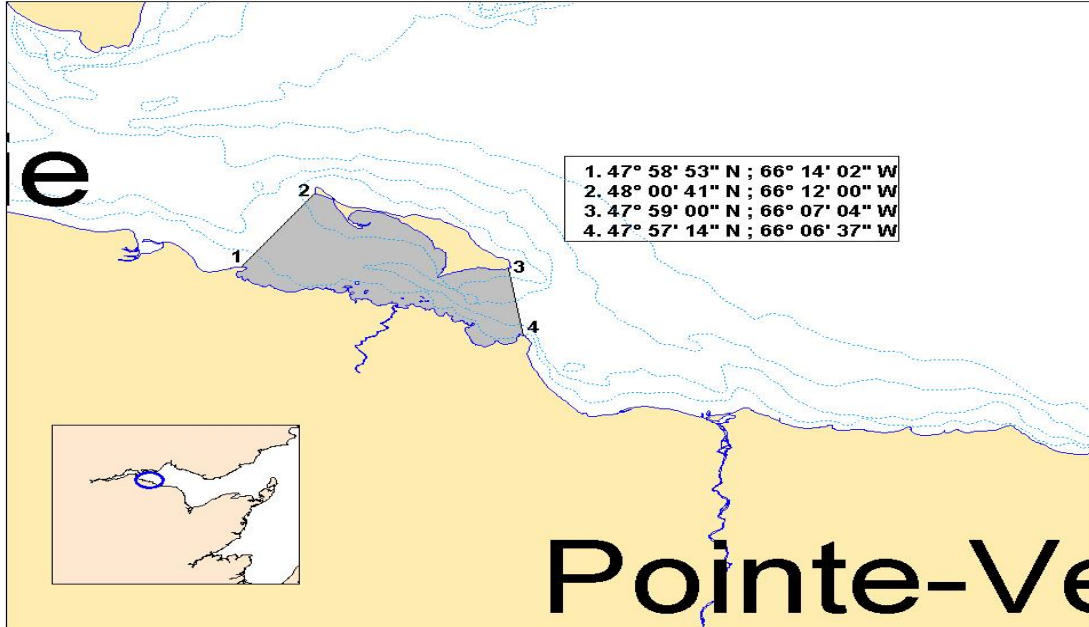 ie
2
1
3
4
1. 47° 58' 53" N ; 66° 14' 02" W
2. 48° 00' 41" N ; 66° 12' 00" W
3. 47° 59' 00" N ; 66° 07' 04" W
4. 47° 57' 14" N ; 66° 06' 37" W
Pointe-Ve